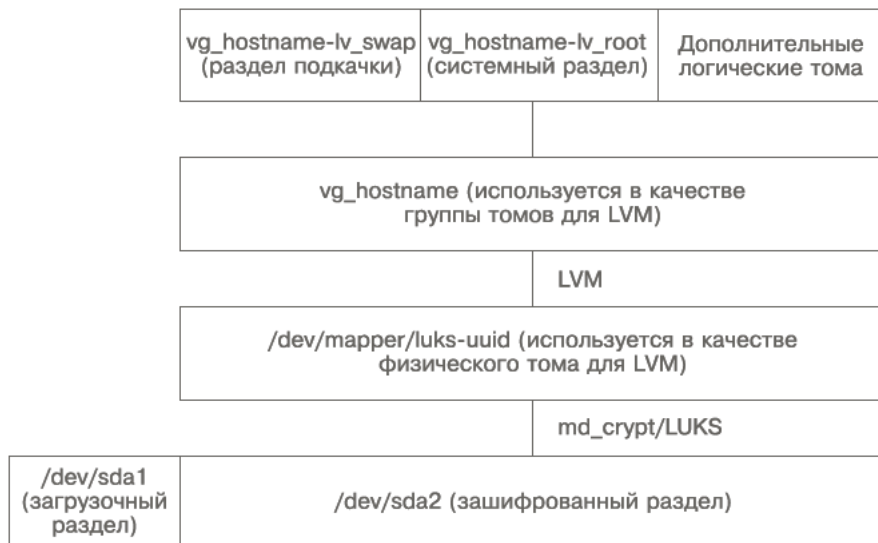 vg_hostname-lv_swap
(раздел подкачки)
vg_hostname-lv_root
(системный раздел)
Дополнительные
логические тома
vg_hostname (используется в качестве
группы томов для LVM)
LVM
/dev/mapper/luks-uuid (используется в качестве
физического тома для LVM)
md_crypt/LUKS
/dev/sda1
(загрузочный
раздел)
/dev/sda2 (зашифрованный раздел)